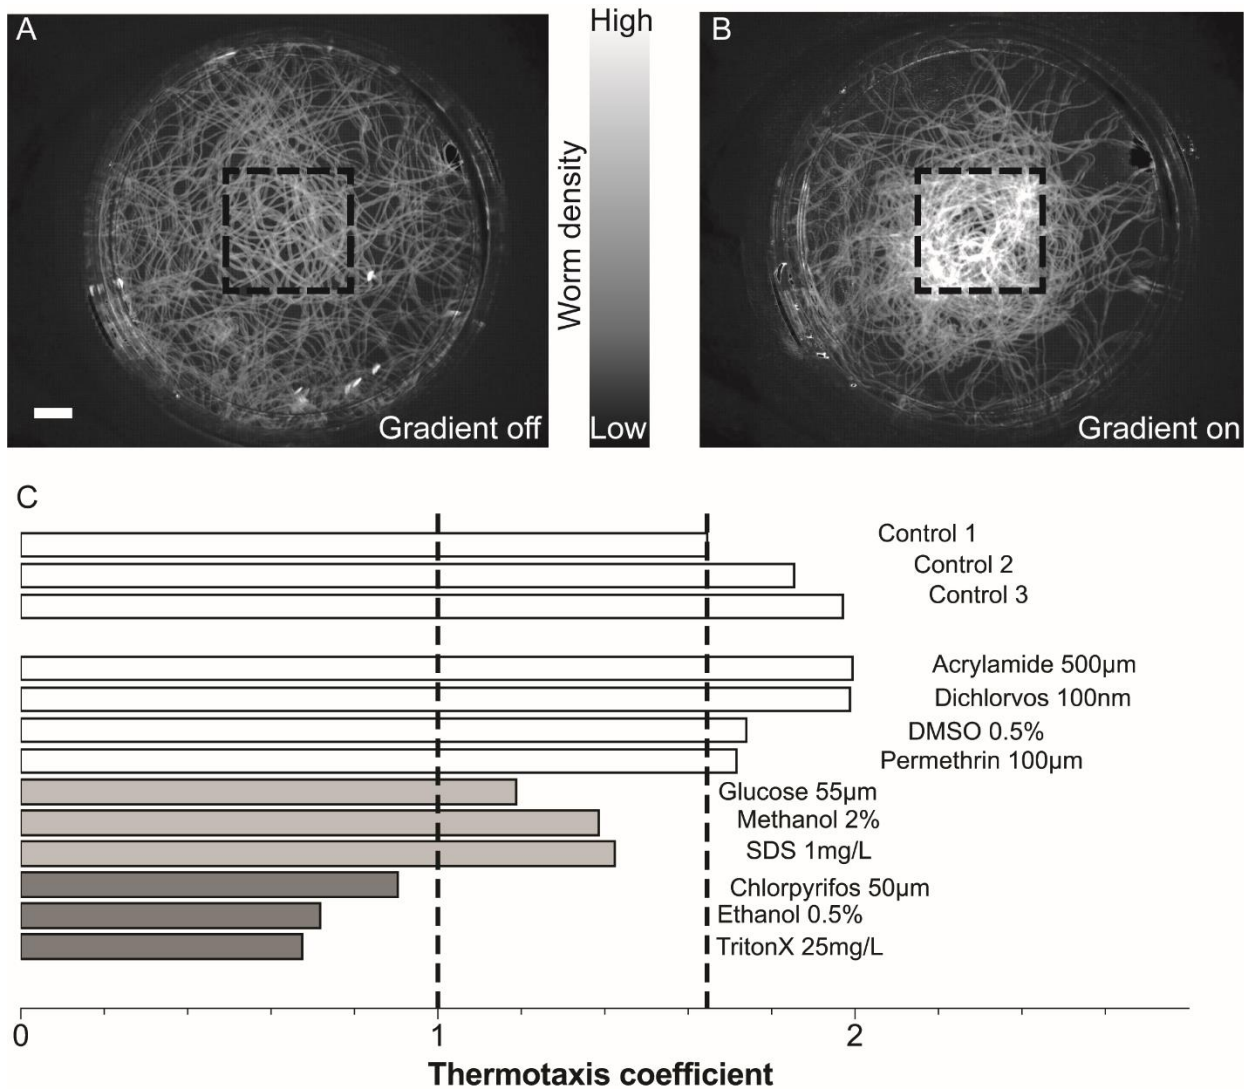 A
High
B
Worm density
Gradient off
Low
Gradient on
C
Control 1
Control 2
Control 3
Acrylamide 500µm
Dichlorvos 100nm
DMSO 0.5%
Permethrin 100µm
Glucose 55µm
Methanol 2%
SDS 1mg/L
Chlorpyrifos 50µm
Ethanol 0.5%
TritonX 25mg/L
0 1 2
Thermotaxis coefficient